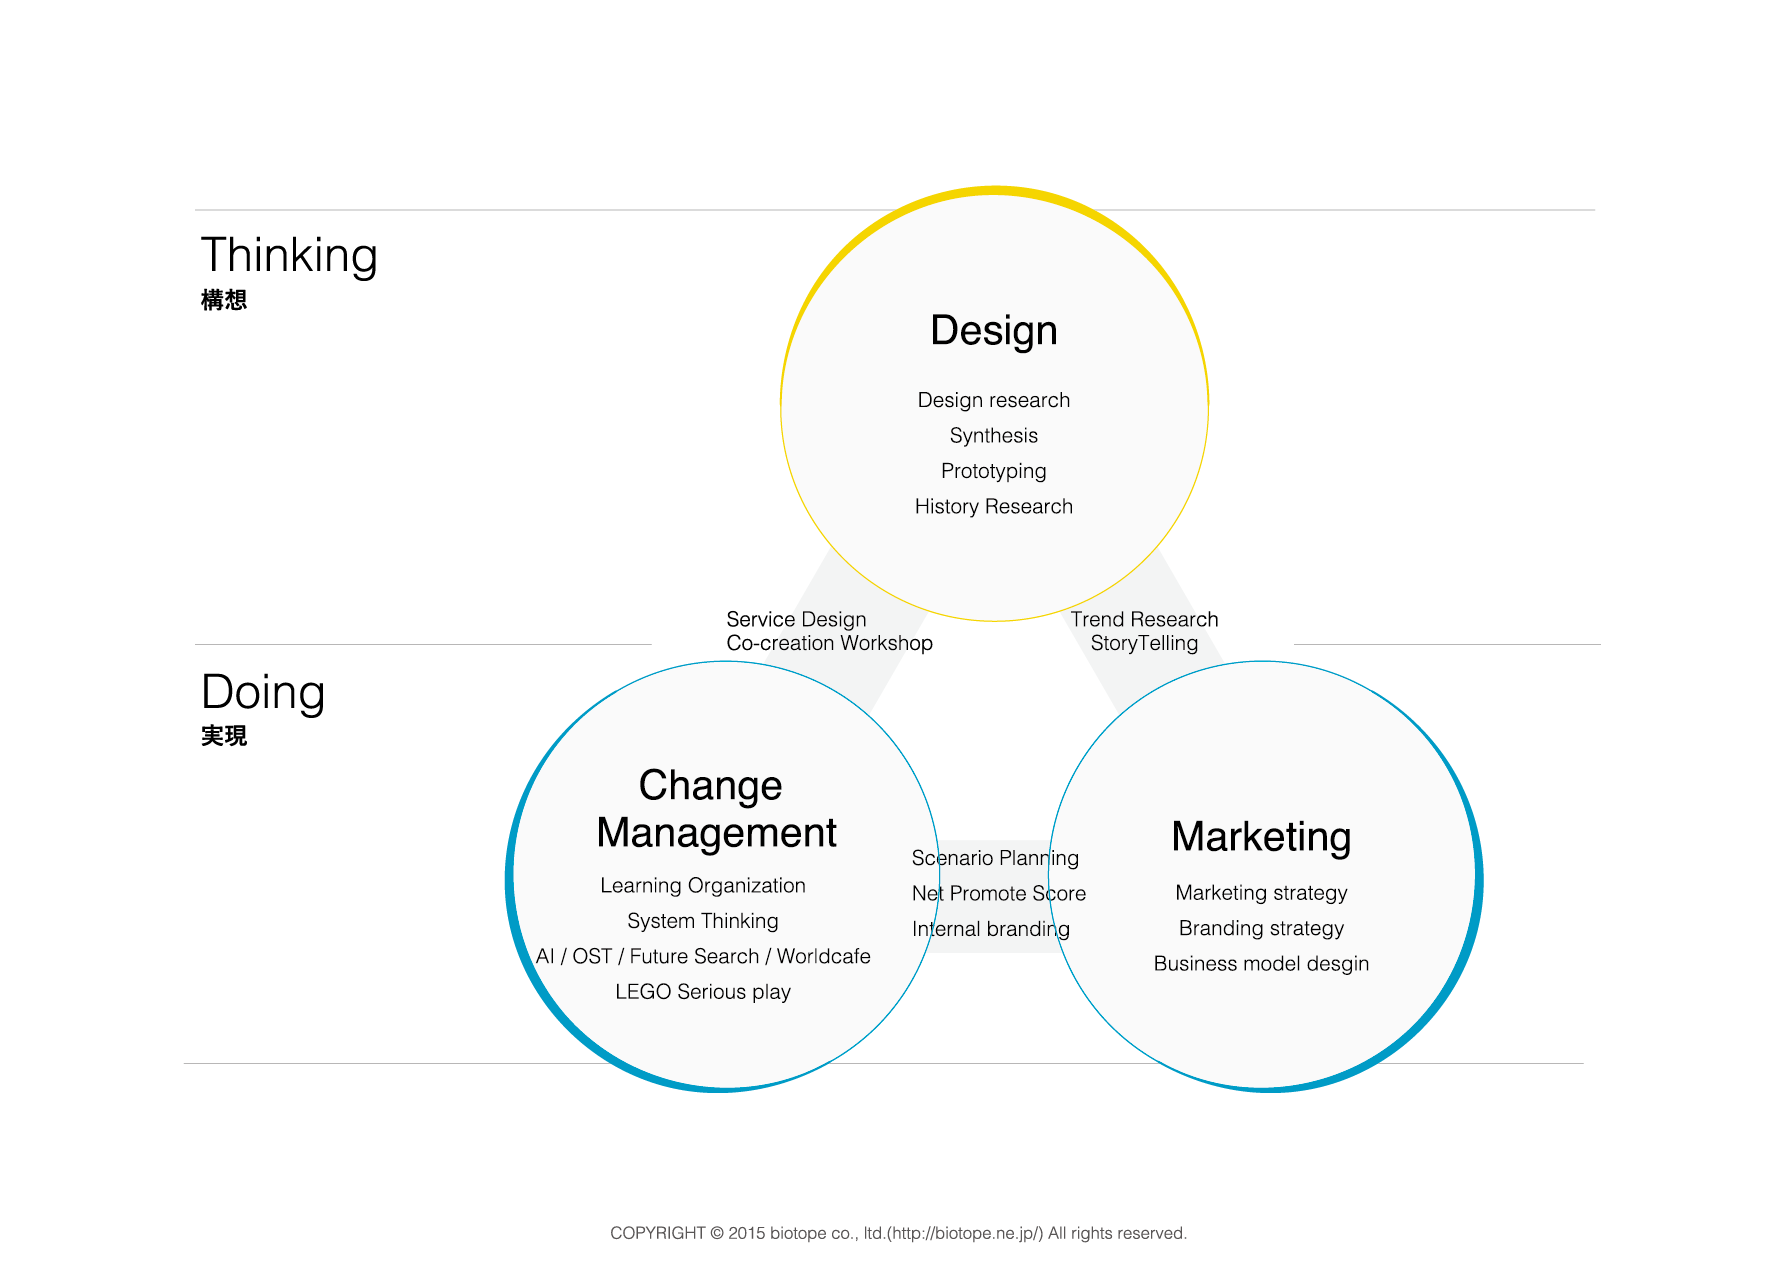 Thinking
構想
Design
Design research
Synthesis
Prototyping
History Research
Service Design
Co-creation Workshop
Trend Research
StoryTelling
Doing
実現
Change
Management
Learning Organization
System Thinking
AI / OST / Future Search / Worldcafe
LEGO Serious play
Scenario Planning
Net Promote Score
Internal branding
Marketing
Marketing strategy
Branding strategy
Business model desgin
COPYRIGHT © 2015 biotope co., ltd.(http://biotope.ne.jp/) All rights reserved.